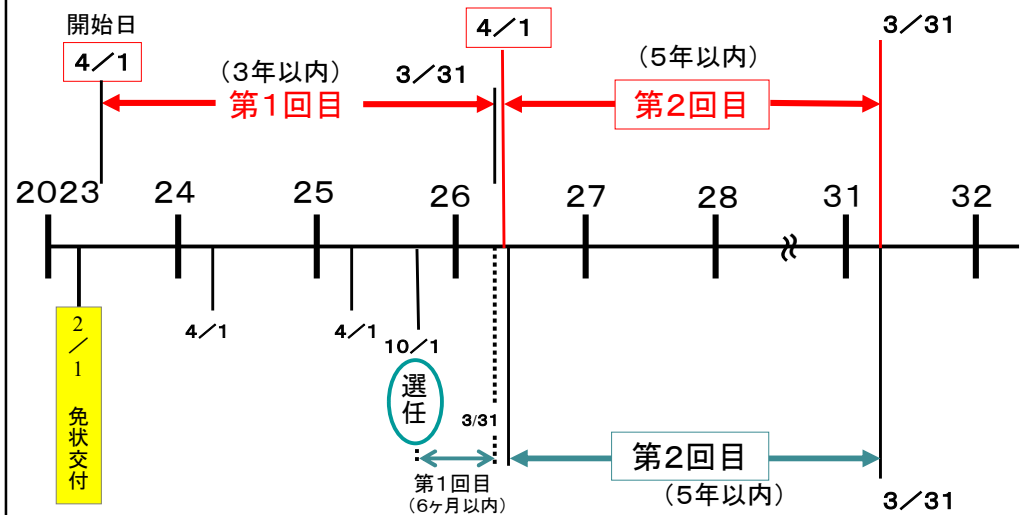 開始日
4/1
(3年以内)
第1回目
3/31
4/1
(5年以内)
第2回目
3/31
2023
24
25
26
27
28
31
32
2/1 免状交付
4/1
4/1
10/1
選任
3/31
第1回目
(6ヶ月以内)
第2回目
(5年以内)
3/31